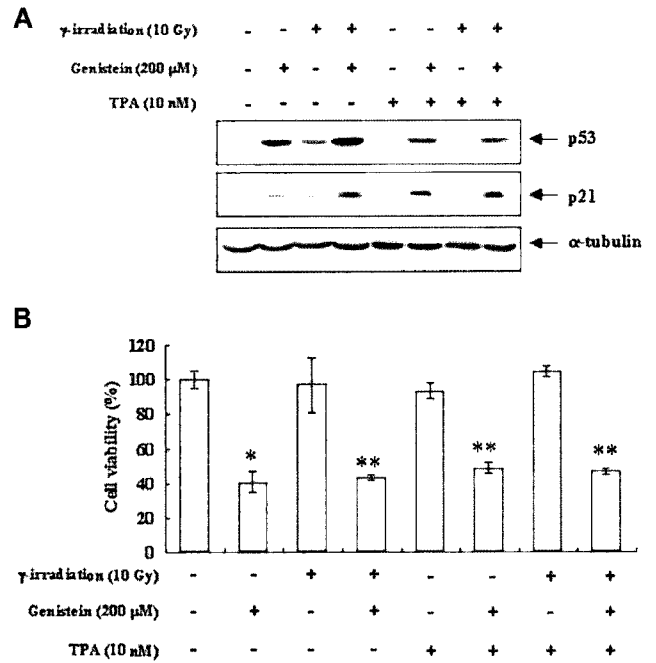 A
γ-irradiation (10 Gy) - - + + - - + +
Genistein (200 μM) - + - + - + - +
TPA (10 nM) - - - - + + + +
p53
p21
α-tubulin
B
120
100
80
60
40
20
0
Cell viability (%)
* ** ** **
γ-irradiation (10 Gy) - - + + - - + +
Genistein (200 μM) - + - + - + - +
TPA (10 nM) - - - - + + + +